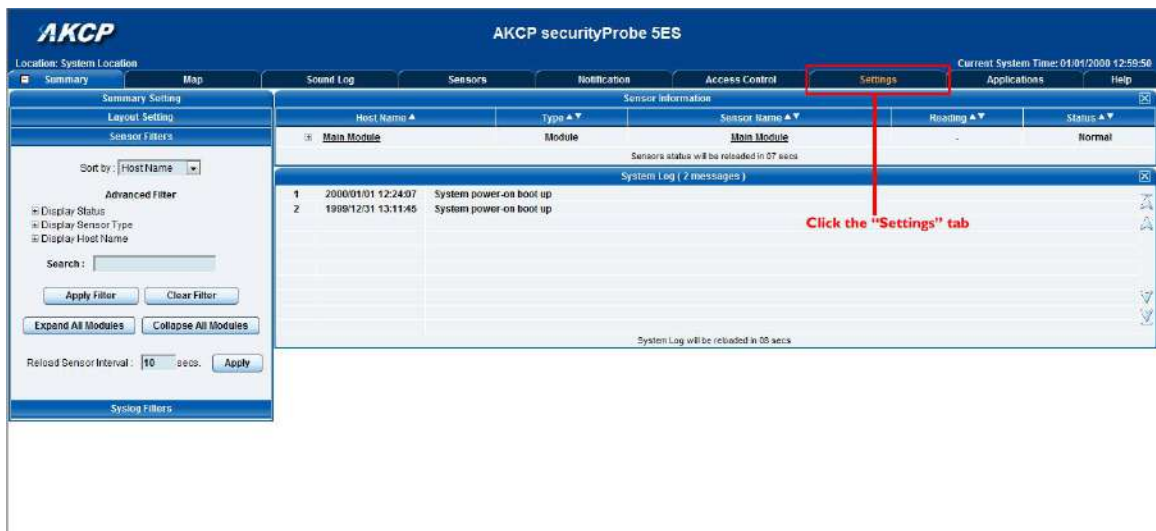 AKCP
AKCP securityProbe 5ES
Location: System Location
Current System Time: 01/01/2000 12:59:50
Summary Map Sound Log Sensors Notification Access Control Settings Applications Help
Summary Setting
Layout Setting
Sensor Filters
Sort by: Host Name
Advanced Filter
Display Status
Display Sensor Type
Display Host Name
Search :
Apply Filter Clear Filter
Expand All Modules Collapse All Modules
Reload Sensor Interval : 10 secs. Apply
Syslog Filters
Sensor Information
Host Name Type Sensor Name Reading Status
Main Module Module Main Module - Normal
Sensors status will be reloaded in 07 secs
System Log ( 2 messages )
1 2000/01/01 12:24:07 System power-on boot up
2 1999/12/31 13:11:45 System power-on boot up
Click the "Settings" tab
System Log will be reloaded in 08 secs